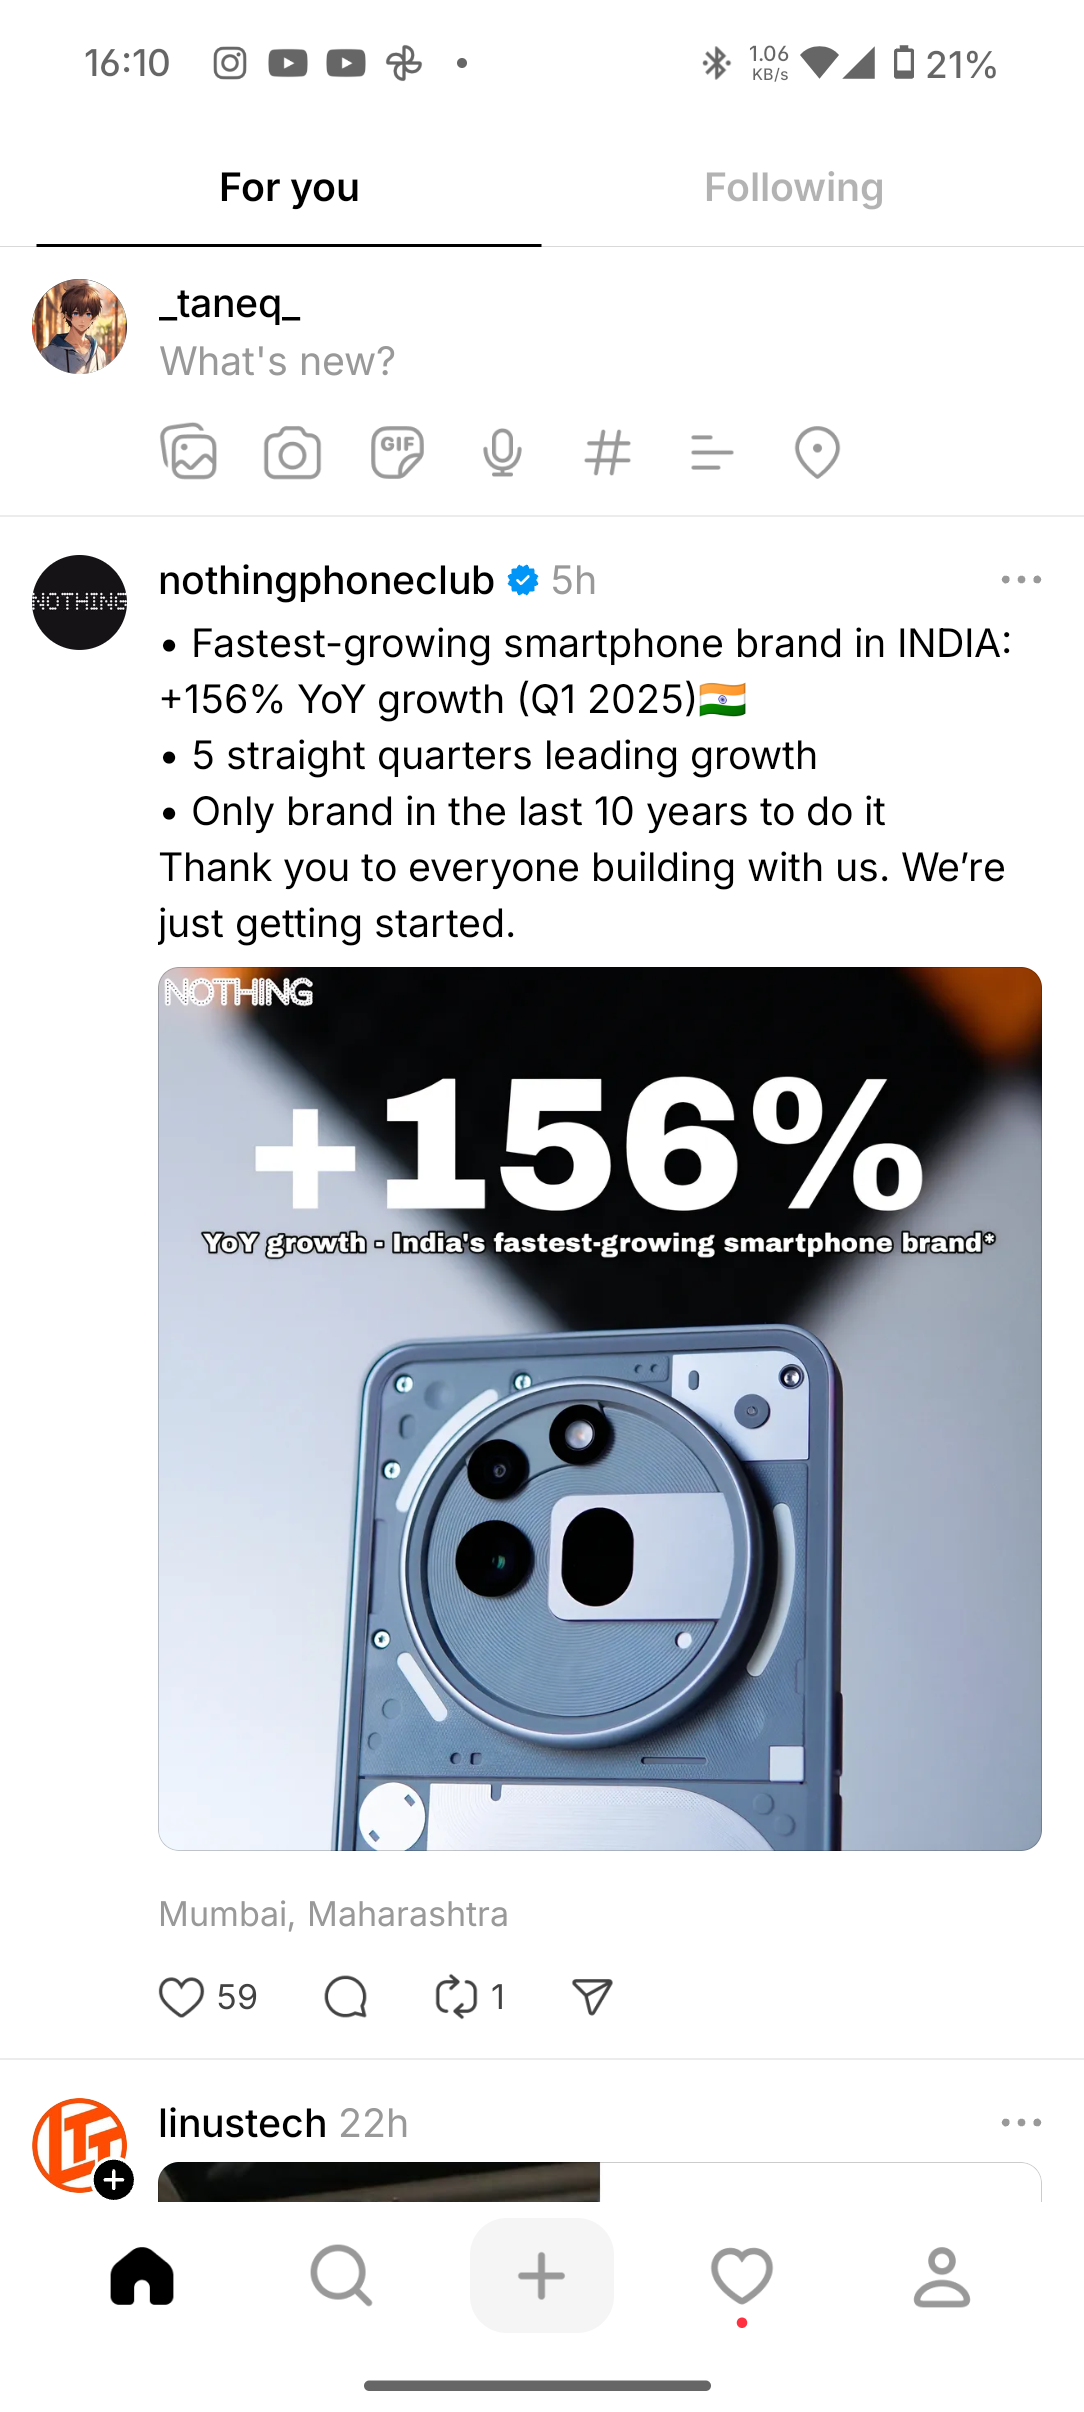 16:10
1.06
KB/s
21%
For you
Following
_taneq_
What's new?
GIF
NOTHING
nothingphoneclub 5h
• Fastest-growing smartphone brand in INDIA:
+156% YoY growth (Q1 2025)🇮🇳
• 5 straight quarters leading growth
• Only brand in the last 10 years to do it
Thank you to everyone building with us. We’re
just getting started.
NOTHING
+156%
YoY growth - India's fastest-growing smartphone brand*
Mumbai, Maharashtra
59
1
LTT
linustech 22h